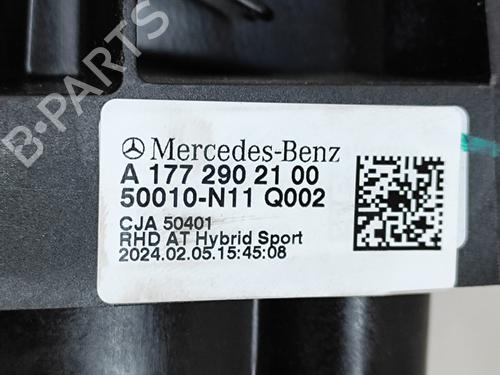 B-PARTS
Mercedes-Benz
A 177 290 21 00
50010-N11 Q002
CJA 50401
RHD AT Hybrid Sport
2024.02.05.15:45:08